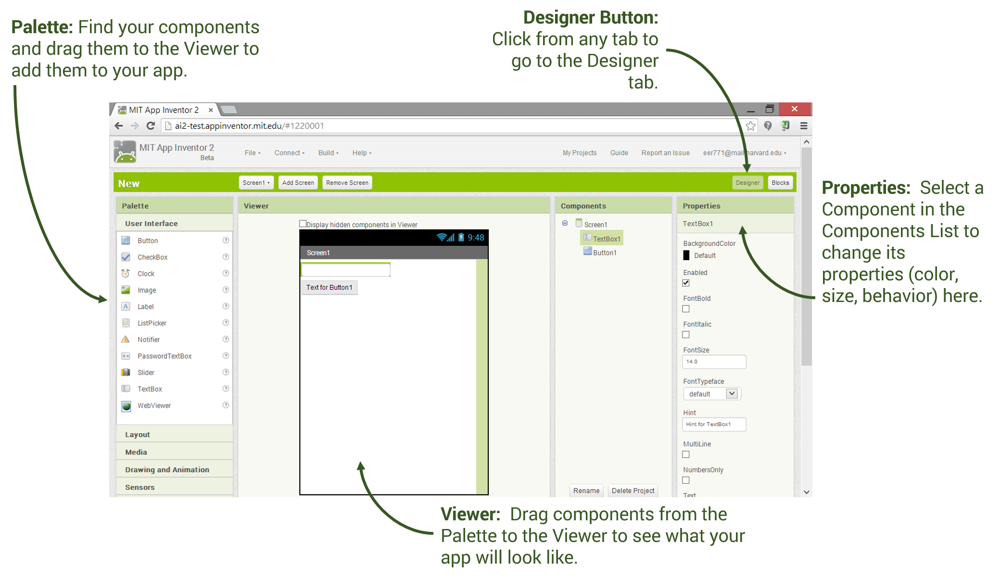 Palette: Find your components
and drag them to the Viewer to
add them to your app.
Designer Button:
Click from any tab to
go to the Designer
tab.
MIT App Inventor 2
ai2-test.appinventor.mit.edu/#1220001
MIT App Inventor 2
Beta
File
Connect
Build
Help
My Projects
Guide
Report an Issue
New
Screen1
Add Screen
Remove Screen
Designer
Blocks
Palette
User Interface
Button
CheckBox
Clock
Image
Label
ListPicker
Notifier
PasswordTextBox
Slider
TextBox
WebViewer
Layout
Media
Drawing and Animation
Sensors
Viewer
Display hidden components in Viewer
9:48
Screen1
Text for Button1
Components
Screen1
TextBox1
Button1
Rename
Delete Project
Properties
TextBox1
BackgroundColor
Default
Enabled
FontBold
FontItalic
FontSize
14.0
FontTypeface
default
Hint
Hint for TextBox1
MultiLine
NumbersOnly
Text
Properties: Select a
Component in the
Components List to
change its
properties (color,
size, behavior) here.
Viewer: Drag components from the
Palette to the Viewer to see what your
app will look like.